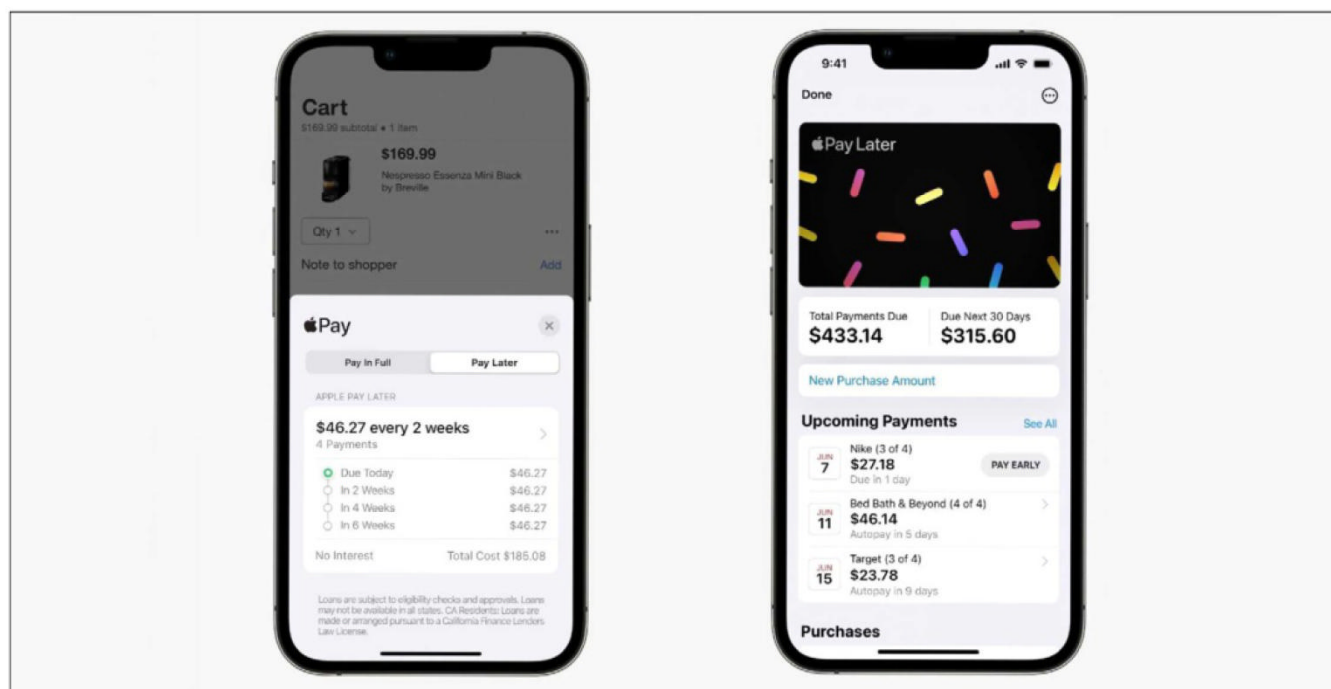 Cart
$169.99 subtotal • 1 item
$169.99
Nespresso Essenza Mini Black
by Breville
Qty 1
Note to shopper Add
Pay
Pay In Full Pay Later
APPLE PAY LATER
$46.27 every 2 weeks
4 Payments
Due Today $46.27
In 2 Weeks $46.27
In 4 Weeks $46.27
In 6 Weeks $46.27
No Interest Total Cost $185.08
Loans are subject to eligibility checks and approvals. Loans
may not be available in all states. CA Residents: Loans are
made or arranged pursuant to a California Finance Lenders
Law License.
9:41
Done
Pay Later
Total Payments Due Due Next 30 Days
$433.14 $315.60
New Purchase Amount
Upcoming Payments See All
JUN 7
Nike (3 of 4)
$27.18
Due in 1 day
PAY EARLY
JUN 11
Bed Bath & Beyond (4 of 4)
$46.14
Autopay in 5 days
JUN 15
Target (3 of 4)
$23.78
Autopay in 9 days
Purchases